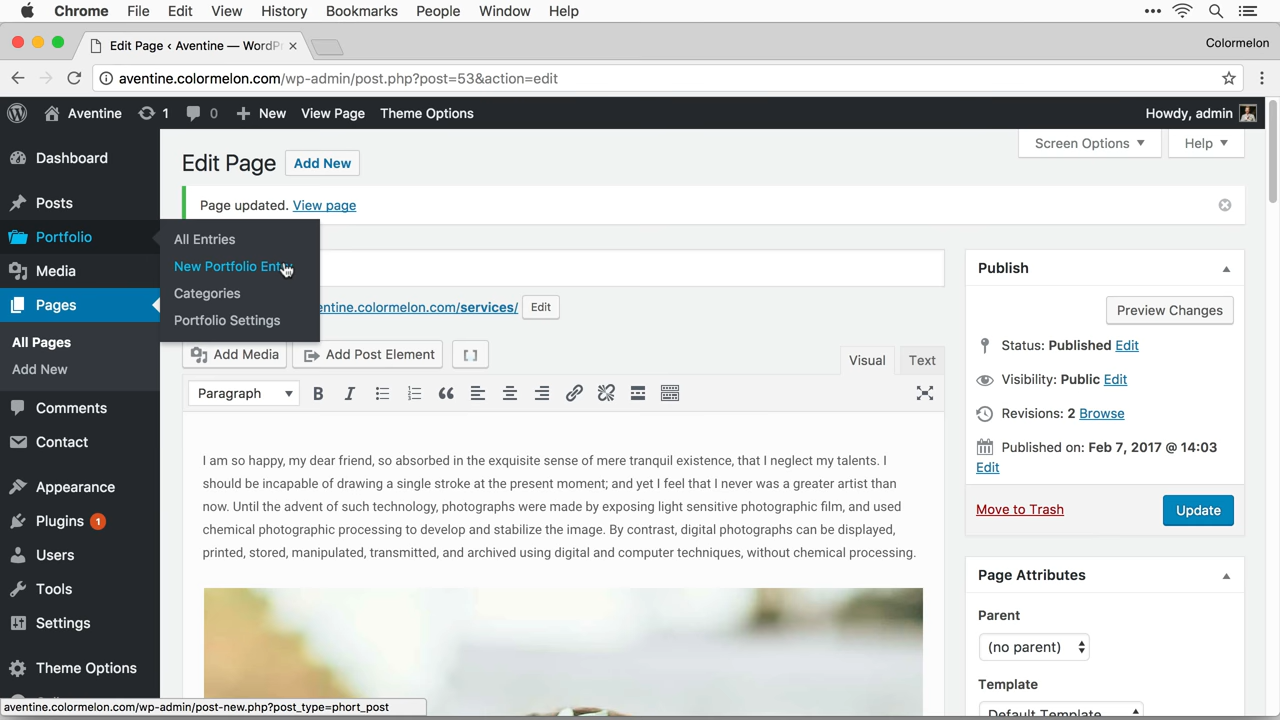 Chrome File Edit View History Bookmarks People Window Help
Edit Page ‹ Aventine — WordP
Colormelon
aventine.colormelon.com/wp-admin/post.php?post=53&action=edit
Aventine 1 0 New View Page Theme Options Howdy, admin
Screen Options Help
Dashboard
Edit Page Add New
Posts
Page updated. View page
Portfolio
All Entries
New Portfolio
Categories
Portfolio Settings
Media
Pages
All Pages
Add New
Comments
Contact
Appearance
Plugins 1
Users
Tools
Settings
Theme Options
entine.colormelon.com/services/ Edit
Add Media Add Post Element
Visual Text
Paragraph
I am so happy, my dear friend, so absorbed in the exquisite sense of mere tranquil existence, that I neglect my talents. I
should be incapable of drawing a single stroke at the present moment; and yet I feel that I never was a greater artist than
now. Until the advent of such technology, photographs were made by exposing light sensitive photographic film, and used
chemical photographic processing to develop and stabilize the image. By contrast, digital photographs can be displayed,
printed, stored, manipulated, transmitted, and archived using digital and computer techniques, without chemical processing.
Publish
Preview Changes
Status: Published Edit
Visibility: Public Edit
Revisions: 2 Browse
Published on: Feb 7, 2017 @ 14:03
Edit
Move to Trash Update
Page Attributes
Parent
(no parent)
Template
Default Template
aventine.colormelon.com/wp-admin/post-new.php?post_type=phort_post